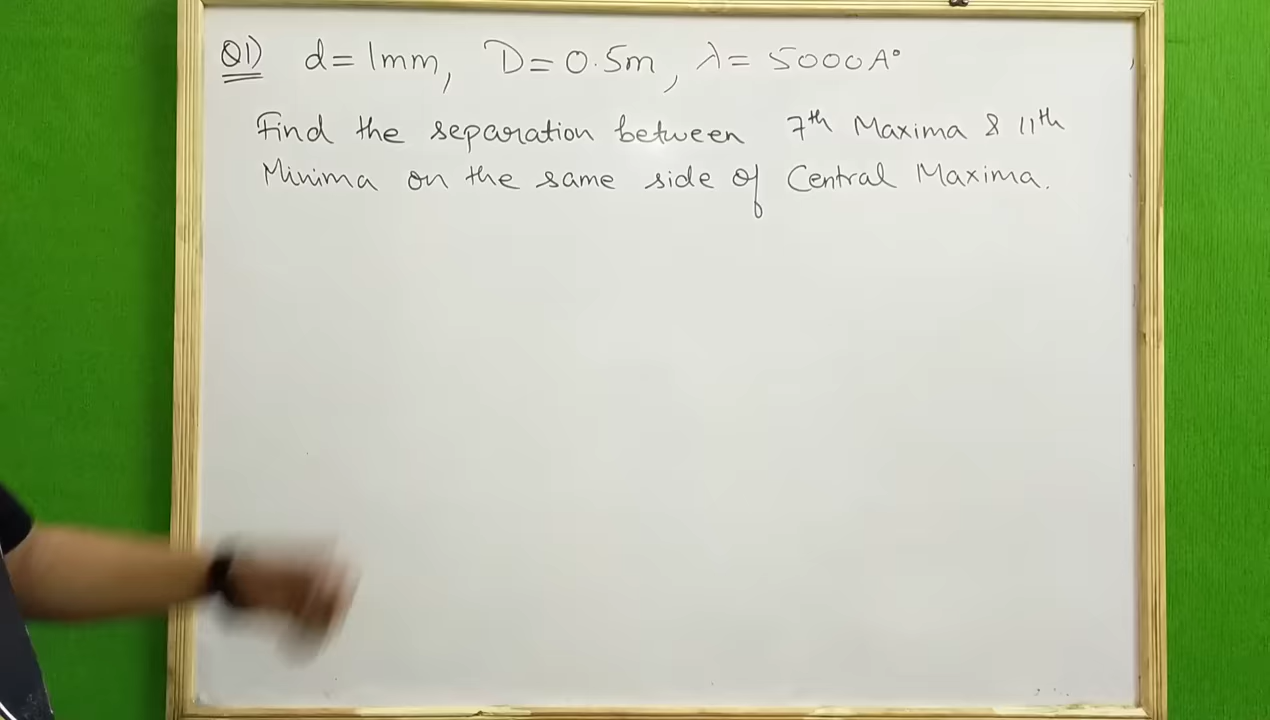 Q1) d=1mm, D=0.5m, λ= 5000A°
Find the separation between 7th Maxima & 11th
Minima on the same side of Central Maxima.